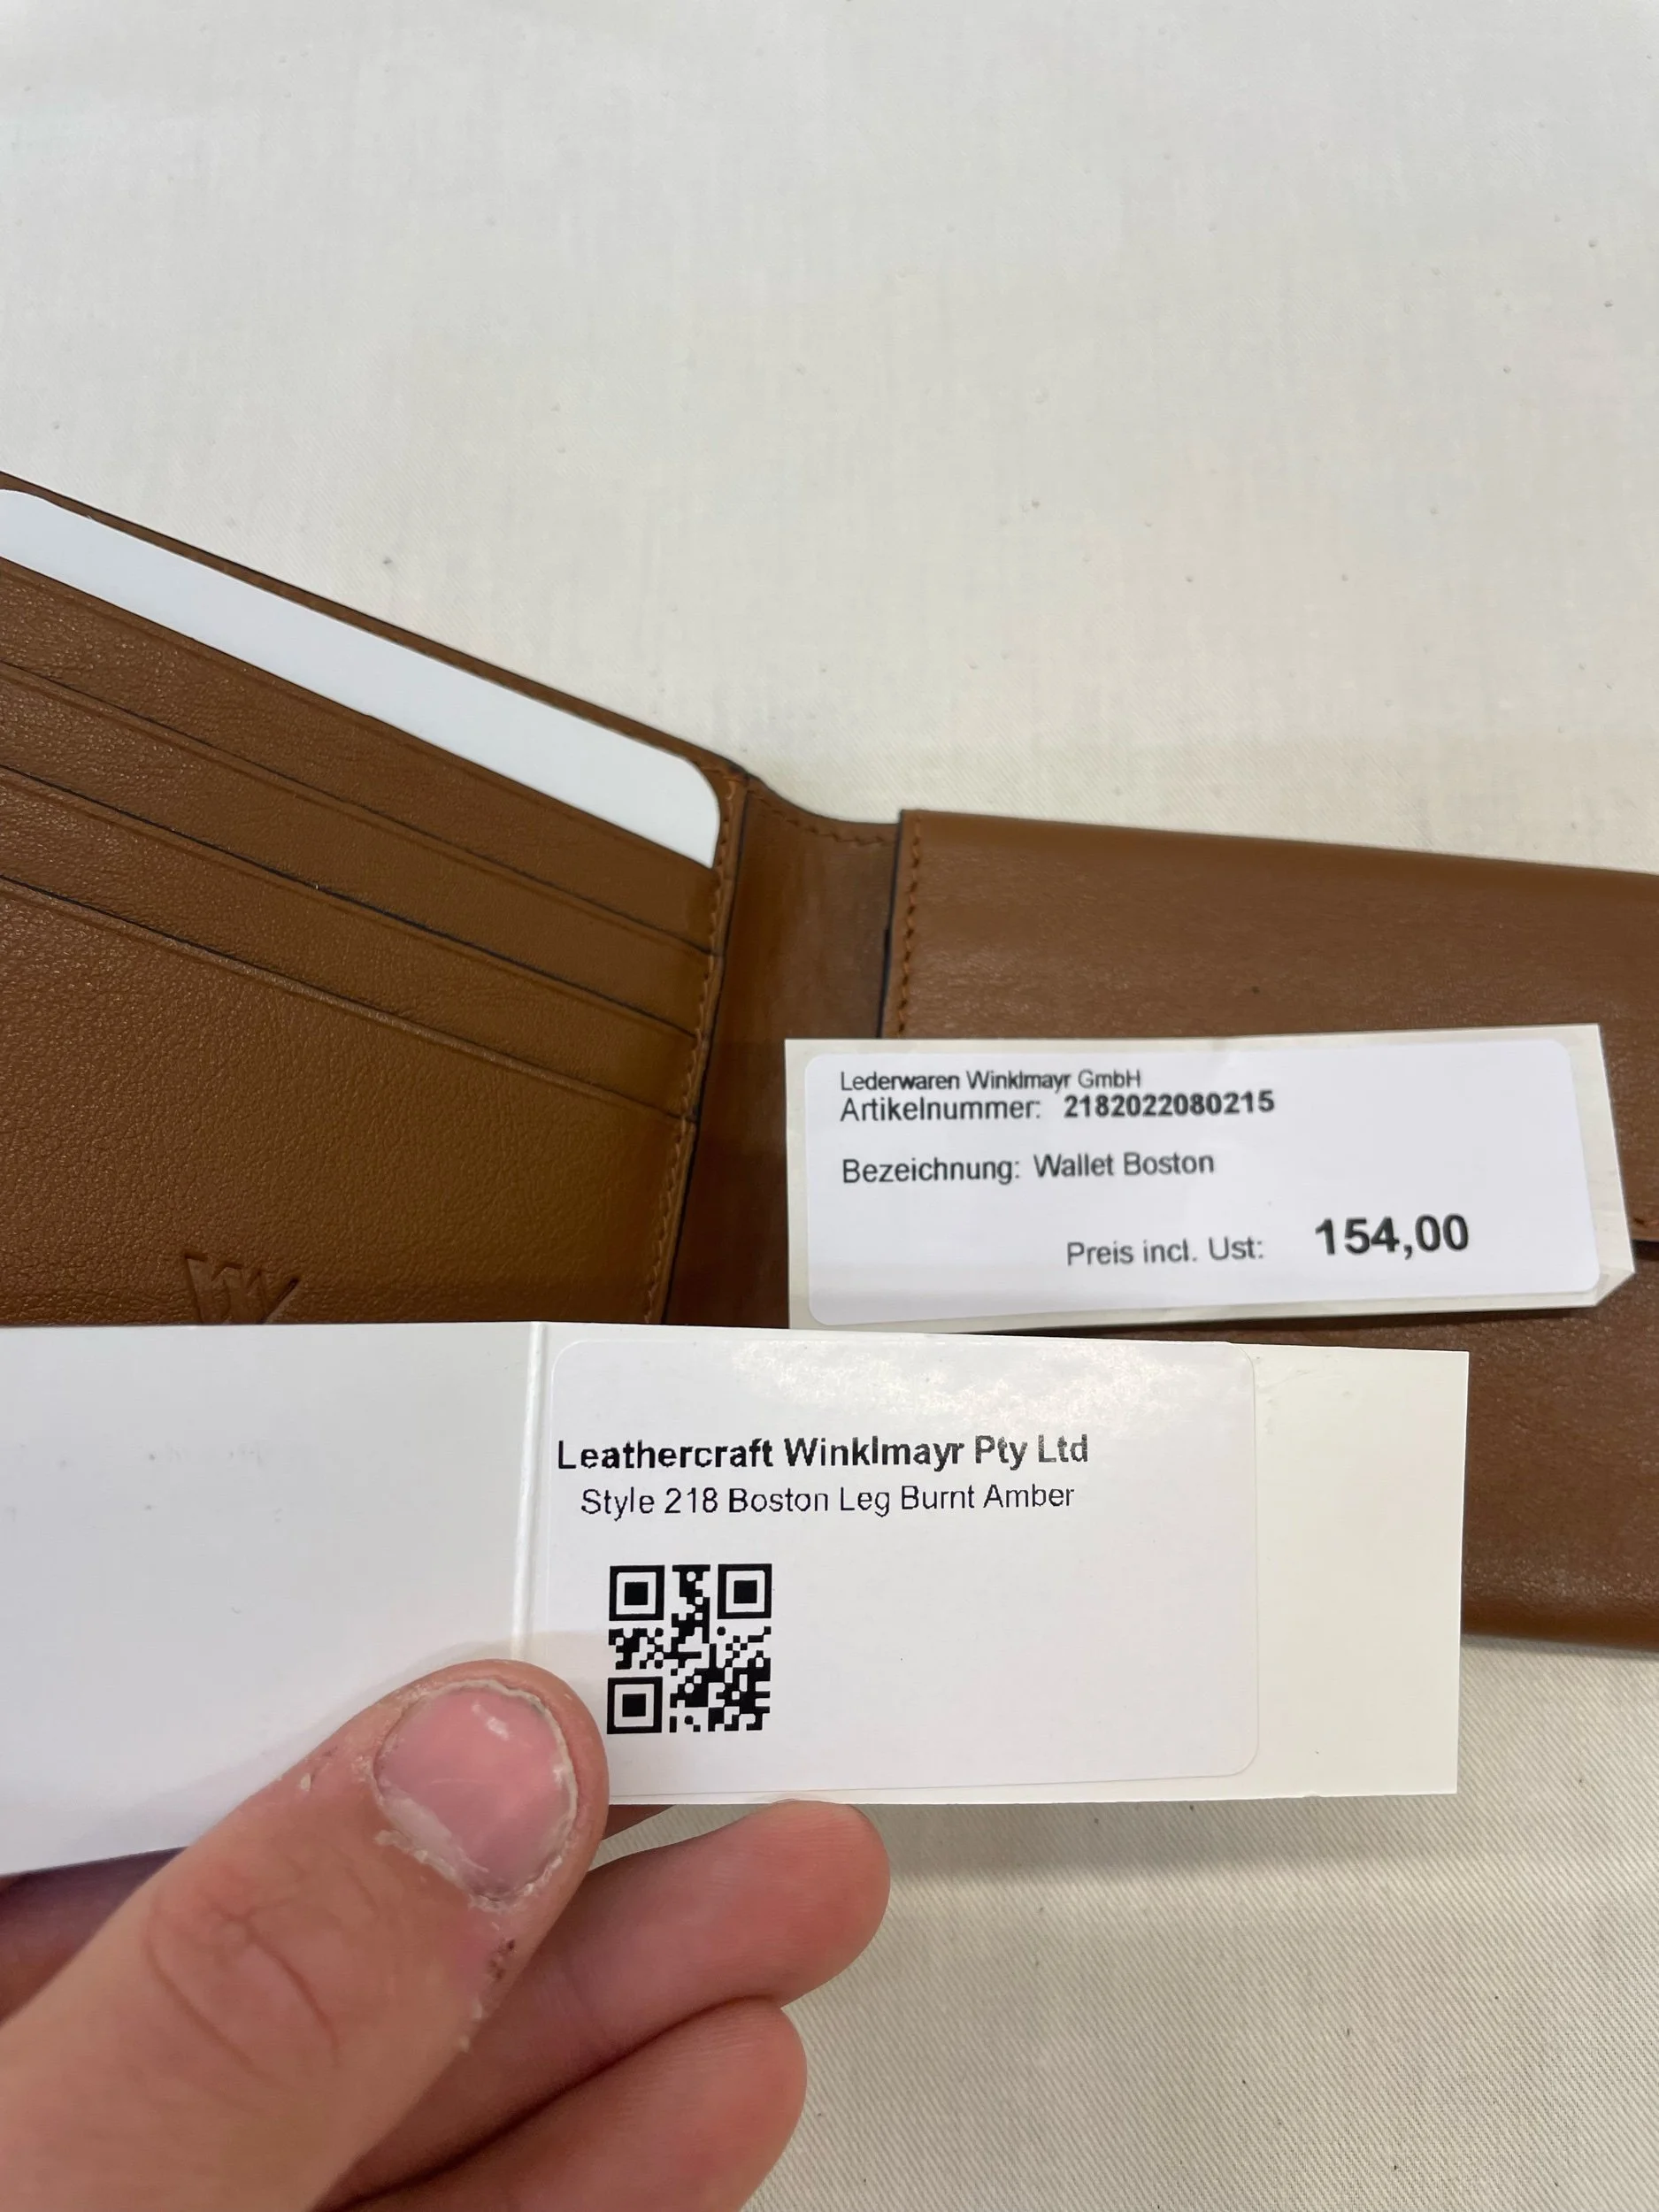 Lederwaren Winklmayr GmbH
Artikelnummer: 2182022080215
Bezeichnung: Wallet Boston
Preis incl. Ust: 154,00
Leathercraft Winklmayr Pty Ltd
Style 218 Boston Leg Burnt Amber